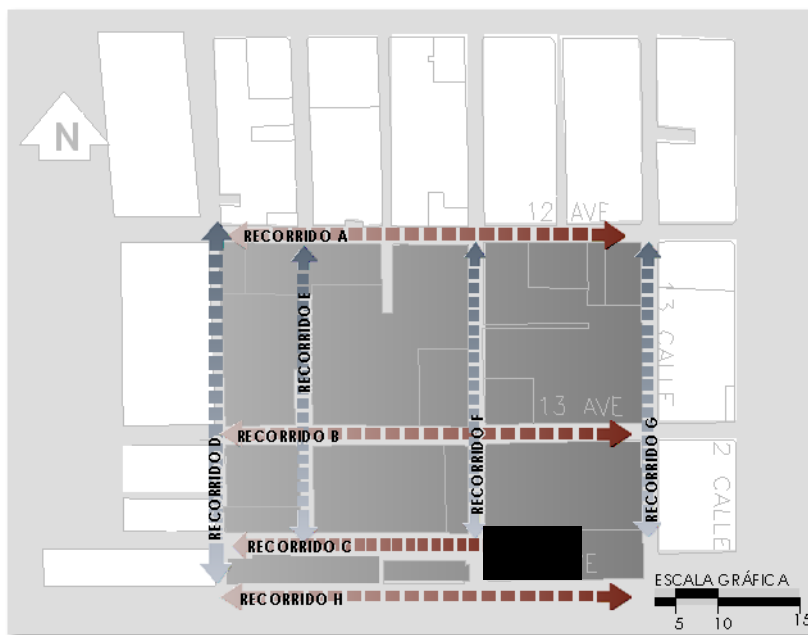 N
12 AVE
RECORRIDO A
RECORRIDO E
13 CALLE
13 AVE
RECORRIDO B
RECORRIDO D
RECORRIDO F
RECORRIDO G
2 CALLE
RECORRIDO C
E
ESCALA GRÁFICA
RECORRIDO H
5 10 15